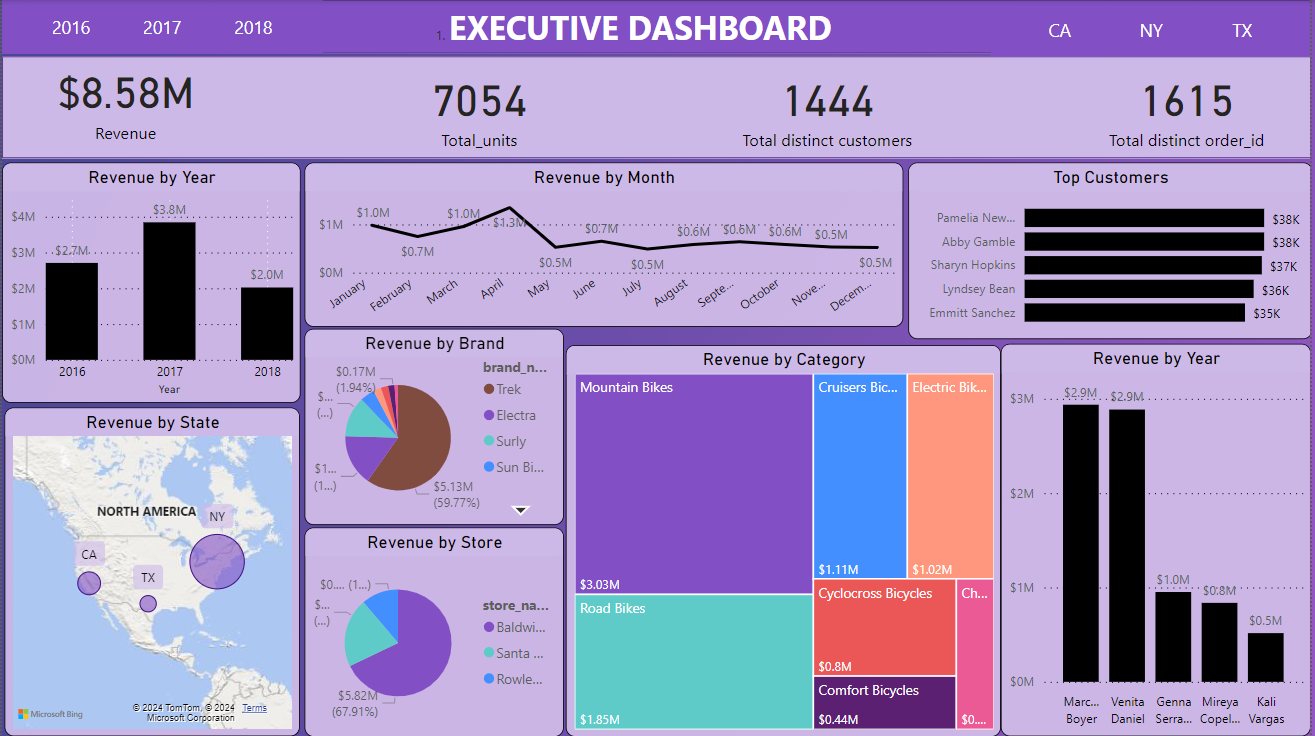 2016 2017 2018
1. EXECUTIVE DASHBOARD
CA NY TX
$8.58M
Revenue
7054
Total_units
1444
Total distinct customers
1615
Total distinct order_id
Revenue by Year
$4M
$3M
$2M
$1M
$0M
$2.7M
$3.8M
$2.0M
2016 2017 2018
Year
Revenue by Month
$1M
$0M
$1.0M
$0.7M
$1.0M
$1.3M
$0.5M
$0.7M
$0.5M
$0.6M
$0.6M
$0.6M
$0.5M
$0.5M
January
February
March
April
May
June
July
August
Septe...
October
Nove...
Decem...
Top Customers
Pamelia New... $38K
Abby Gamble $38K
Sharyn Hopkins $37K
Lyndsey Bean $36K
Emmitt Sanchez $35K
Revenue by State
NORTH AMERICA
NY
CA
TX
Microsoft Bing
© 2024 TomTom, © 2024 Terms
Microsoft Corporation
Revenue by Brand
$0.17M
(1.94%)
$...
(...)
$1...
(1...)
$5.13M
(59.77%)
brand_n...
Trek
Electra
Surly
Sun Bi...
Revenue by Store
$0.... (1...)
$...
(...)
$5.82M
(67.91%)
store_na...
Baldwi...
Santa ...
Rowle...
Revenue by Category
Mountain Bikes
$3.03M
Road Bikes
$1.85M
Cruisers Bic...
$1.11M
Electric Bik...
$1.02M
Cyclocross Bicycles
$0.8M
Comfort Bicycles
$0.44M
Ch...
$0....
Revenue by Year
$3M
$2M
$1M
$0M
$2.9M
$2.9M
$1.0M
$0.8M
$0.5M
Marc... Venita Genna Mireya Kali
Boyer Daniel Serra... Copel... Vargas